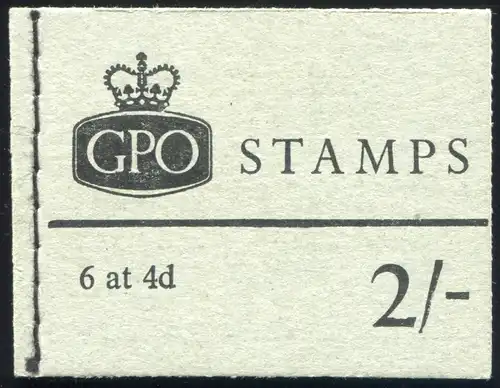 GPO STAMPS
6 at 4d 2/-